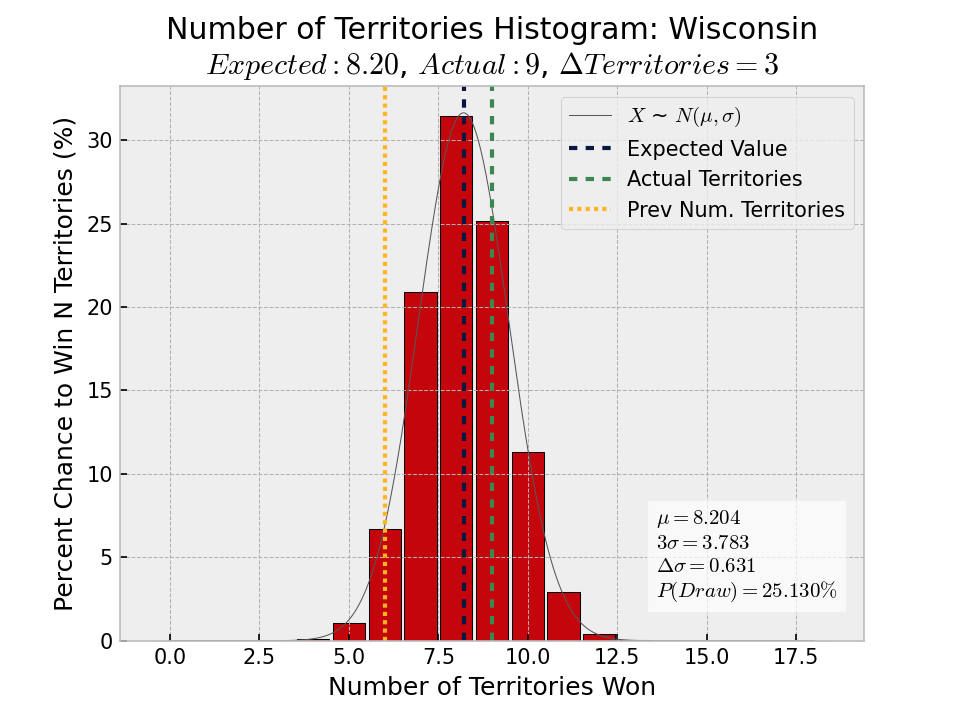 Number of Territories Histogram: Wisconsin
Expected : 8.20, Actual : 9, ΔTerritories = 3
X ~ N(μ, σ)
Expected Value
Actual Territories
Prev Num. Territories
Percent Chance to Win N Territories (%)
30
25
20
15
10
5
0
μ = 8.204
3σ = 3.783
Δσ = 0.631
P(Draw) = 25.130%
0.0 2.5 5.0 7.5 10.0 12.5 15.0 17.5
Number of Territories Won